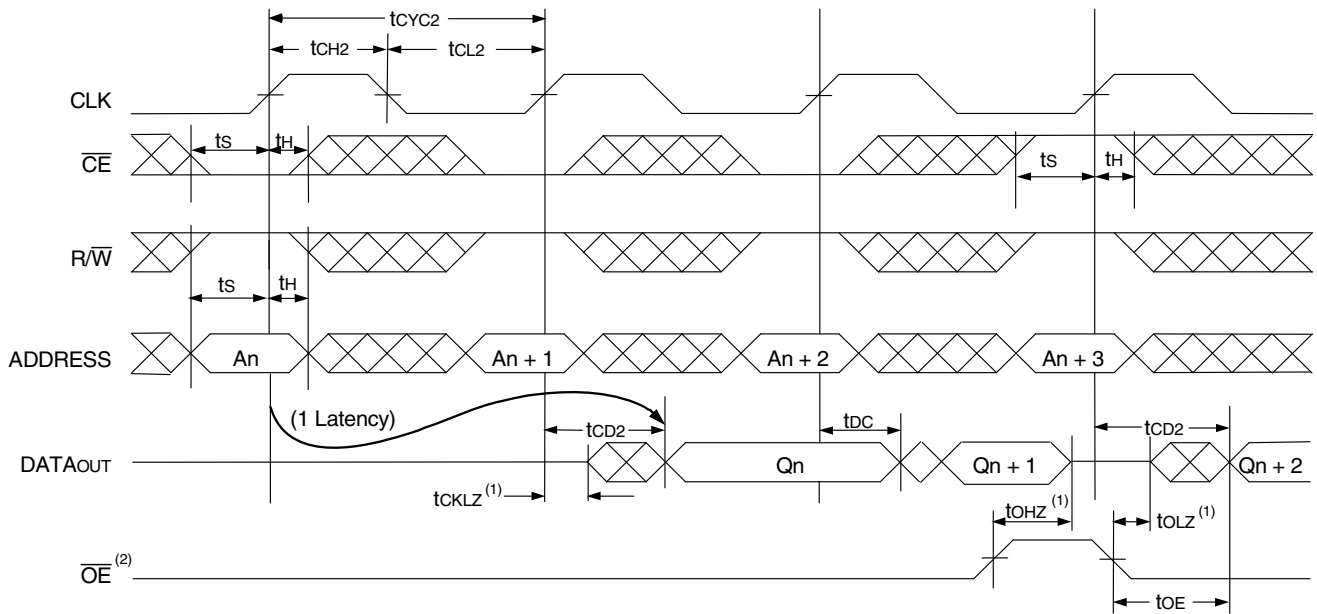 tCYC2
tCH2
tCL2
CLK
tS
tH
CE
tS
tH
R/W
tS
tH
ADDRESS
An
An + 1
An + 2
An + 3
(1 Latency)
tCD2
tDC
tCD2
DATAOUT
Qn
Qn + 1
Qn + 2
tCKLZ (1)
tOHZ (1)
tOLZ (1)
OE (2)
tOE